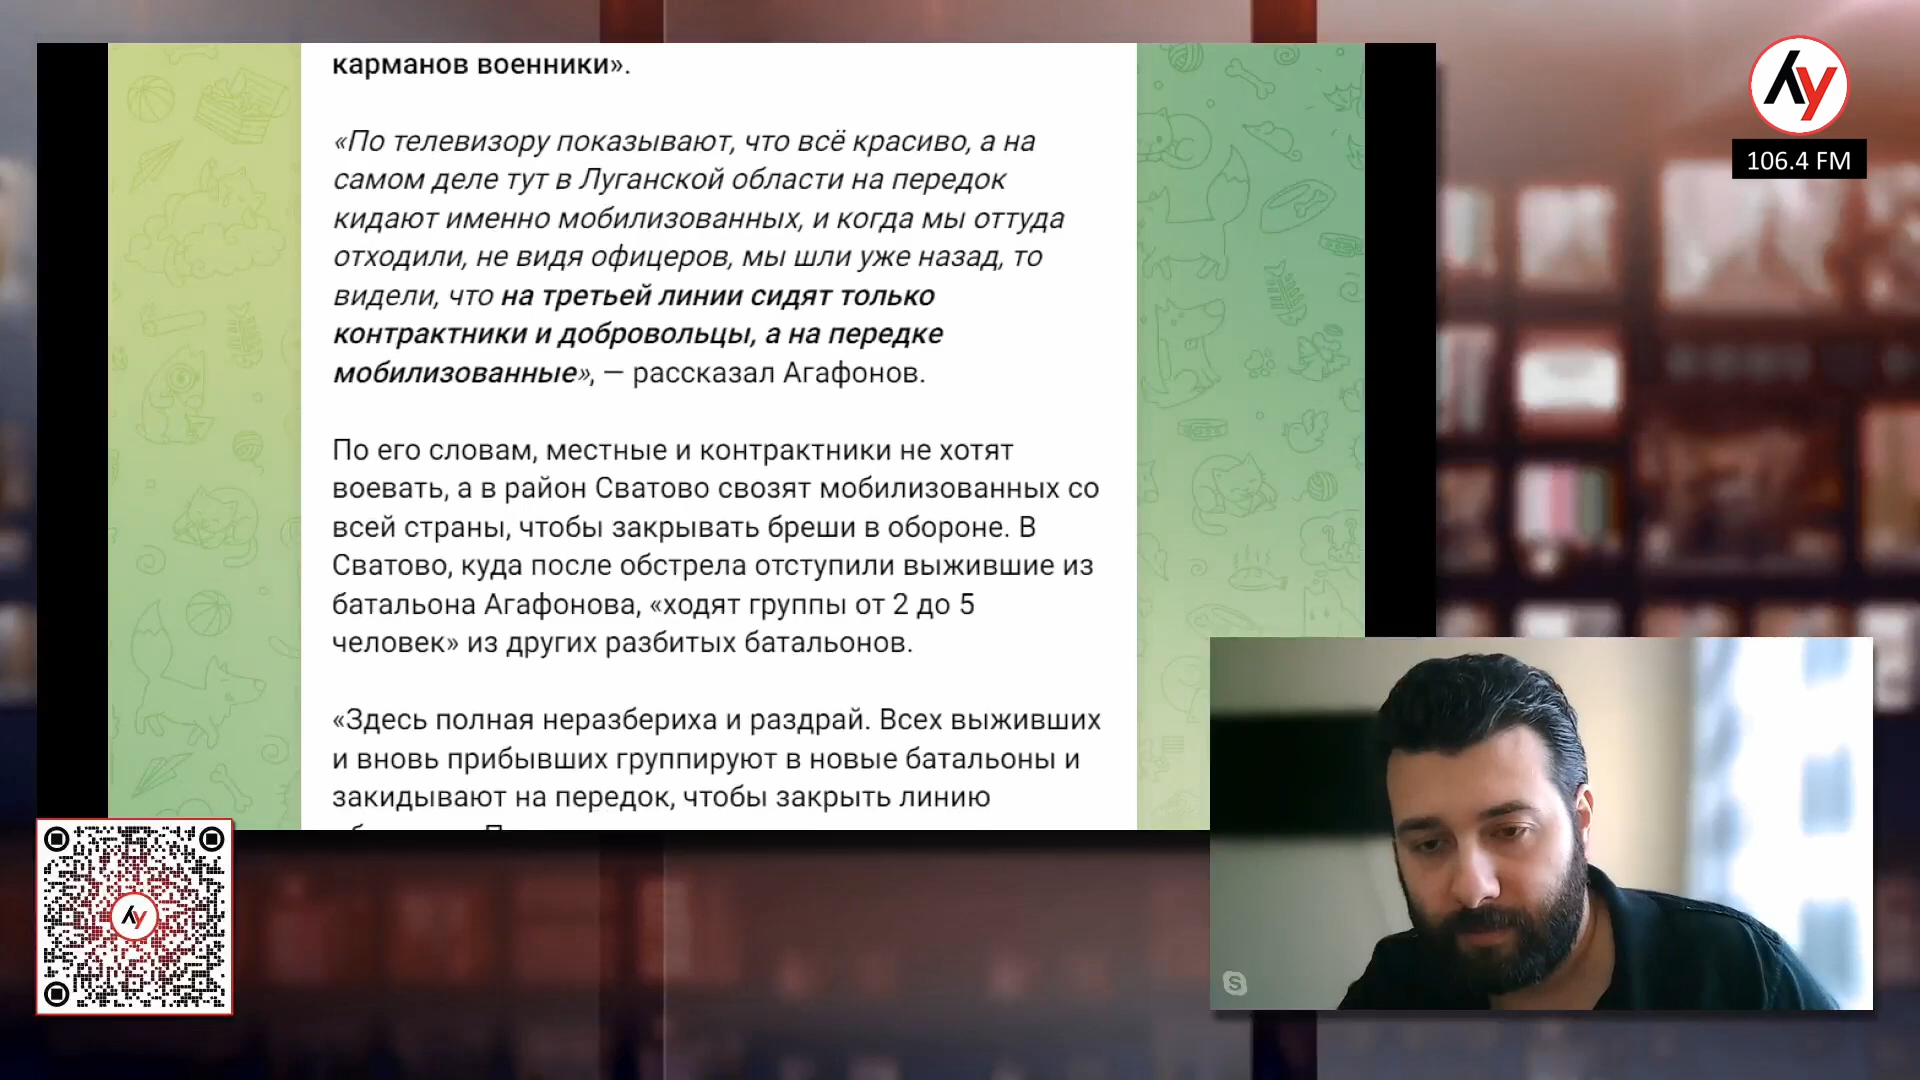 карманов военники».
«По телевизору показывают, что всё красиво, а на
самом деле тут в Луганской области на передок
кидают именно мобилизованных, и когда мы оттуда
отходили, не видя офицеров, мы шли уже назад, то
видели, что на третьей линии сидят только
контрактники и добровольцы, а на передке
мобилизованные», — рассказал Агафонов.
По его словам, местные и контрактники не хотят
воевать, а в район Сватово свозят мобилизованных со
всей страны, чтобы закрывать бреши в обороне. В
Сватово, куда после обстрела отступили выжившие из
батальона Агафонова, «ходят группы от 2 до 5
человек» из других разбитых батальонов.
«Здесь полная неразбериха и раздрай. Всех выживших
и вновь прибывших группируют в новые батальоны и
закидывают на передок, чтобы закрыть линию
106.4 FM